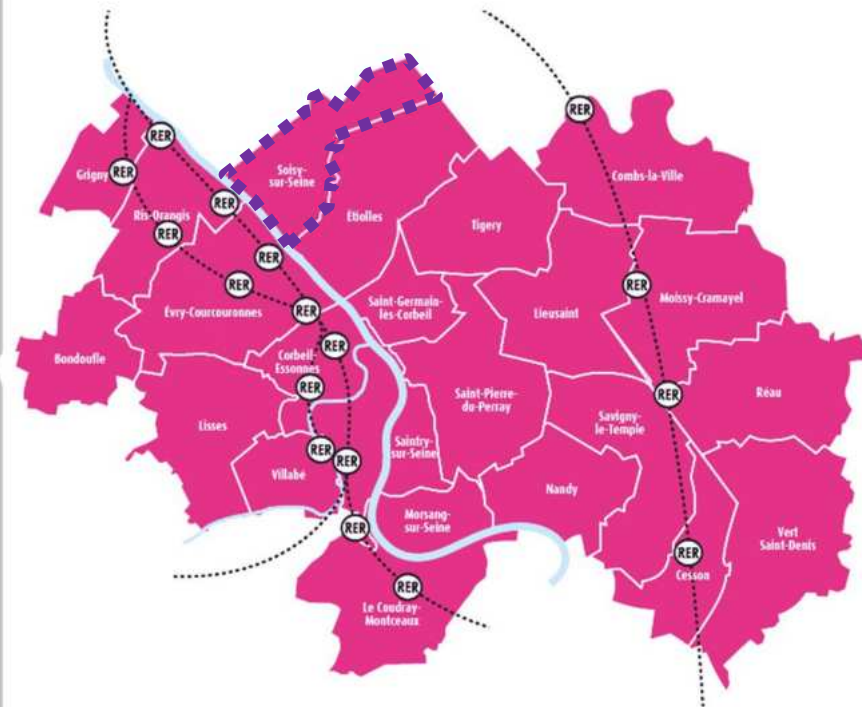 RER
RER
Combs-la-Ville
RER
Grigny
RER
Soisy-
sur-Seine
RER
Ris-Orangis
Étiolles
Tigery
RER
RER
RER
RER
Moissy-Cramayel
Évry-Courcouronnes
RER
Saint-Germain-
lès-Corbeil
Lieusaint
Bondoufle
RER
Corbeil-
Essonnes
RER
Saint-Pierre-
du-Perray
RER
Réau
Lisses
Savigny-
le-Temple
Saintry-
sur-Seine
RER
RER
Villabé
Nandy
Morsang-
sur-Seine
RER
Vert
Saint-Denis
RER
Cesson
RER
Le Coudray-
Montceaux